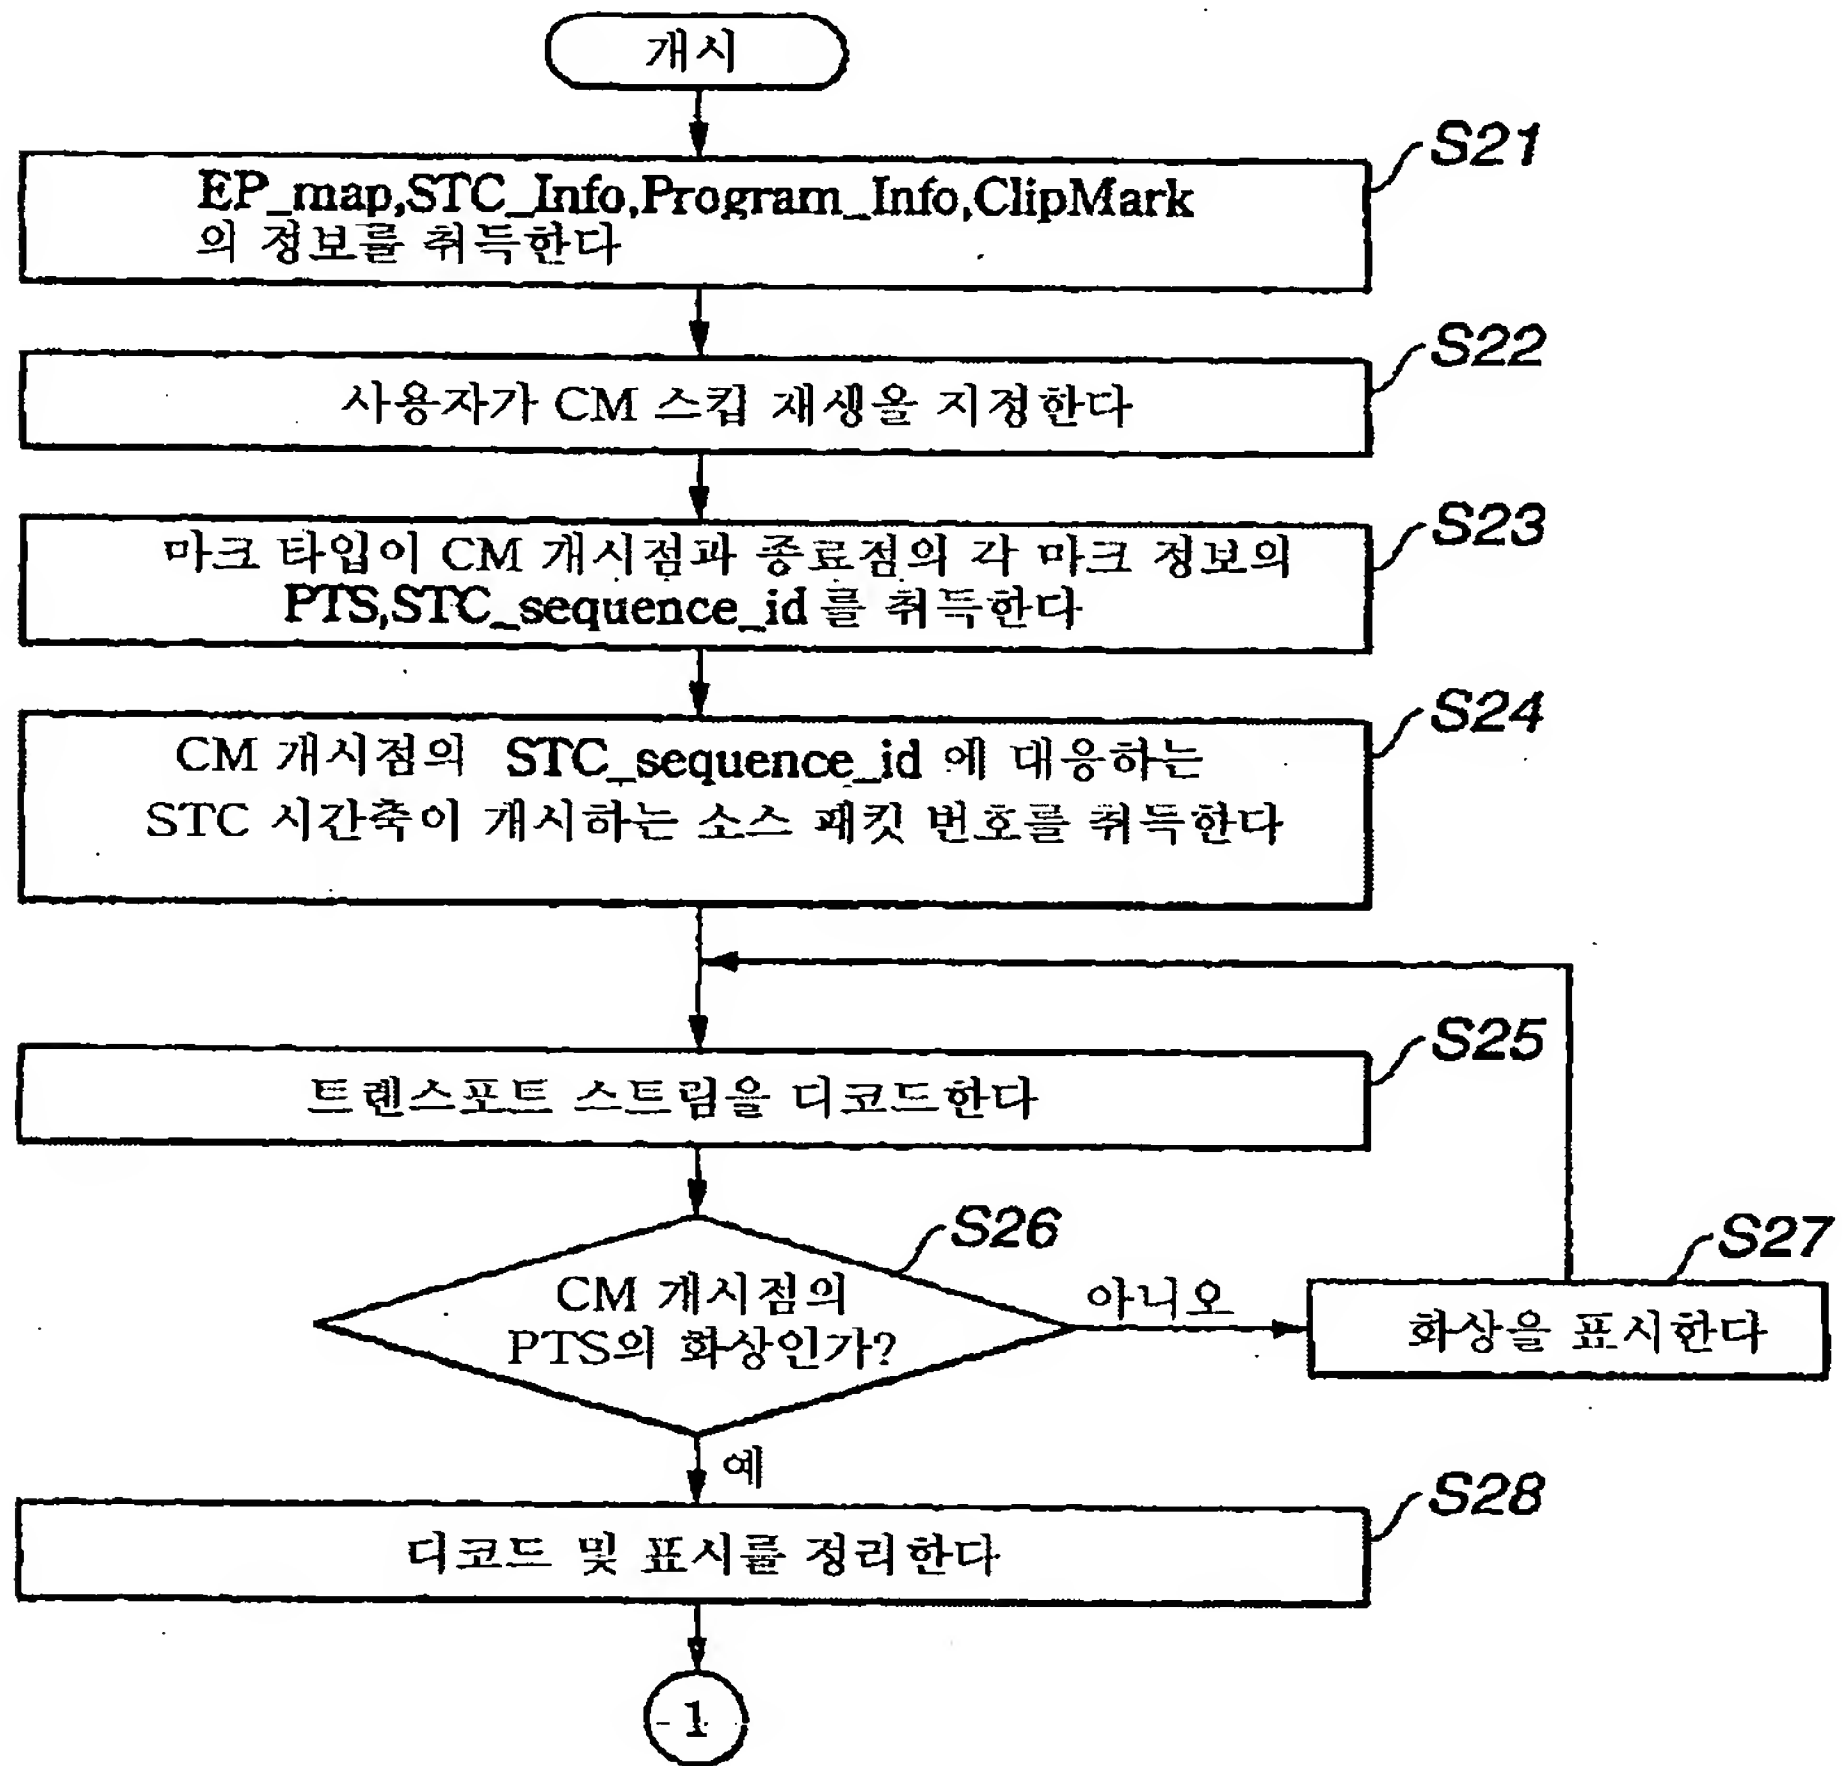 개시
S21
EP_map,STC_Info,Program_Info,ClipMark
의 정보를 취득한다
S22
사용자가 CM 스킵 재생을 지정한다
S23
마크 타입이 CM 개시점과 종료점의 각 마크 정보의
PTS,STC_sequence_id 를 취득한다
S24
CM 개시점의 STC_sequence_id 에 대응하는
STC 시간축이 개시하는 소스 패킷 번호를 취득한다
S25
트랜스포트 스트림을 디코드한다
S26
CM 개시점의
PTS의 화상인가?
아니오
S27
화상을 표시한다
예
S28
디코드 및 표시를 정리한다
1